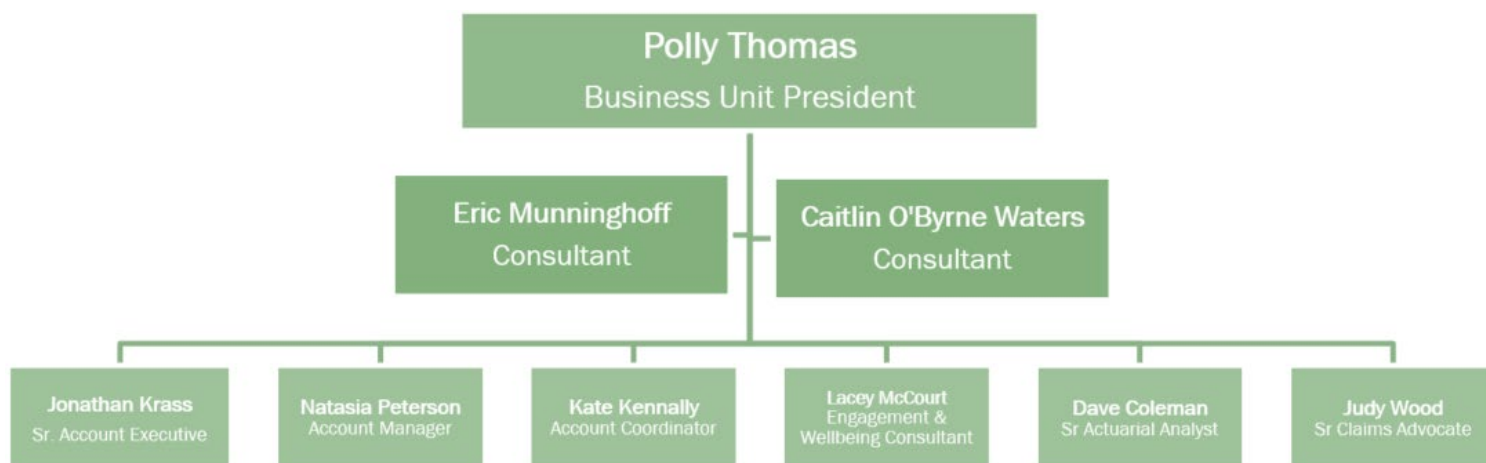 Polly Thomas
Business Unit President
Eric Munninghoff
Consultant
Caitlin O'Byrne Waters
Consultant
Jonathan Krass
Sr. Account Executive
Natasia Peterson
Account Manager
Kate Kennally
Account Coordinator
Lacey McCourt
Engagement &
Wellbeing Consultant
Dave Coleman
Sr Actuarial Analyst
Judy Wood
Sr Claims Advocate